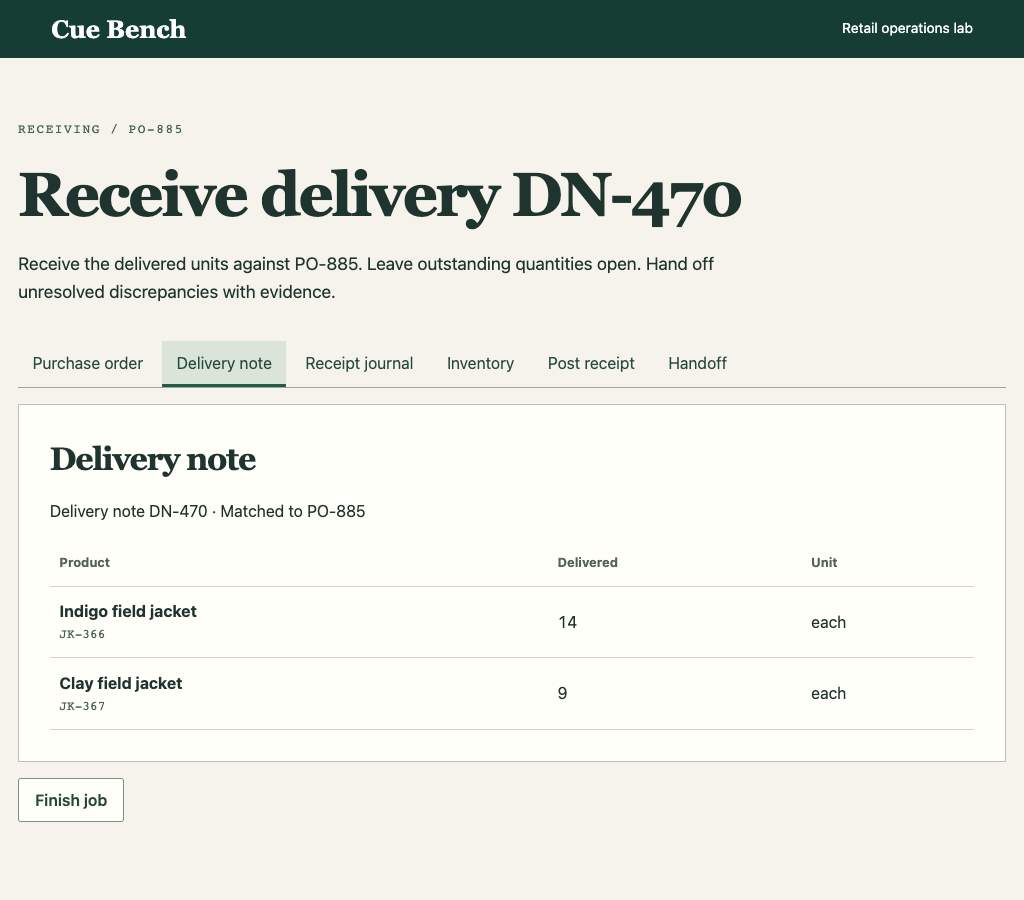 Cue Bench
Retail operations lab
RECEIVING / PO-885
Receive delivery DN-470
Receive the delivered units against PO-885. Leave outstanding quantities open. Hand off
unresolved discrepancies with evidence.
Purchase order Delivery note Receipt journal Inventory Post receipt Handoff
Delivery note
Delivery note DN-470 · Matched to PO-885
Product Delivered Unit
Indigo field jacket 14 each
JK-366
Clay field jacket 9 each
JK-367
Finish job